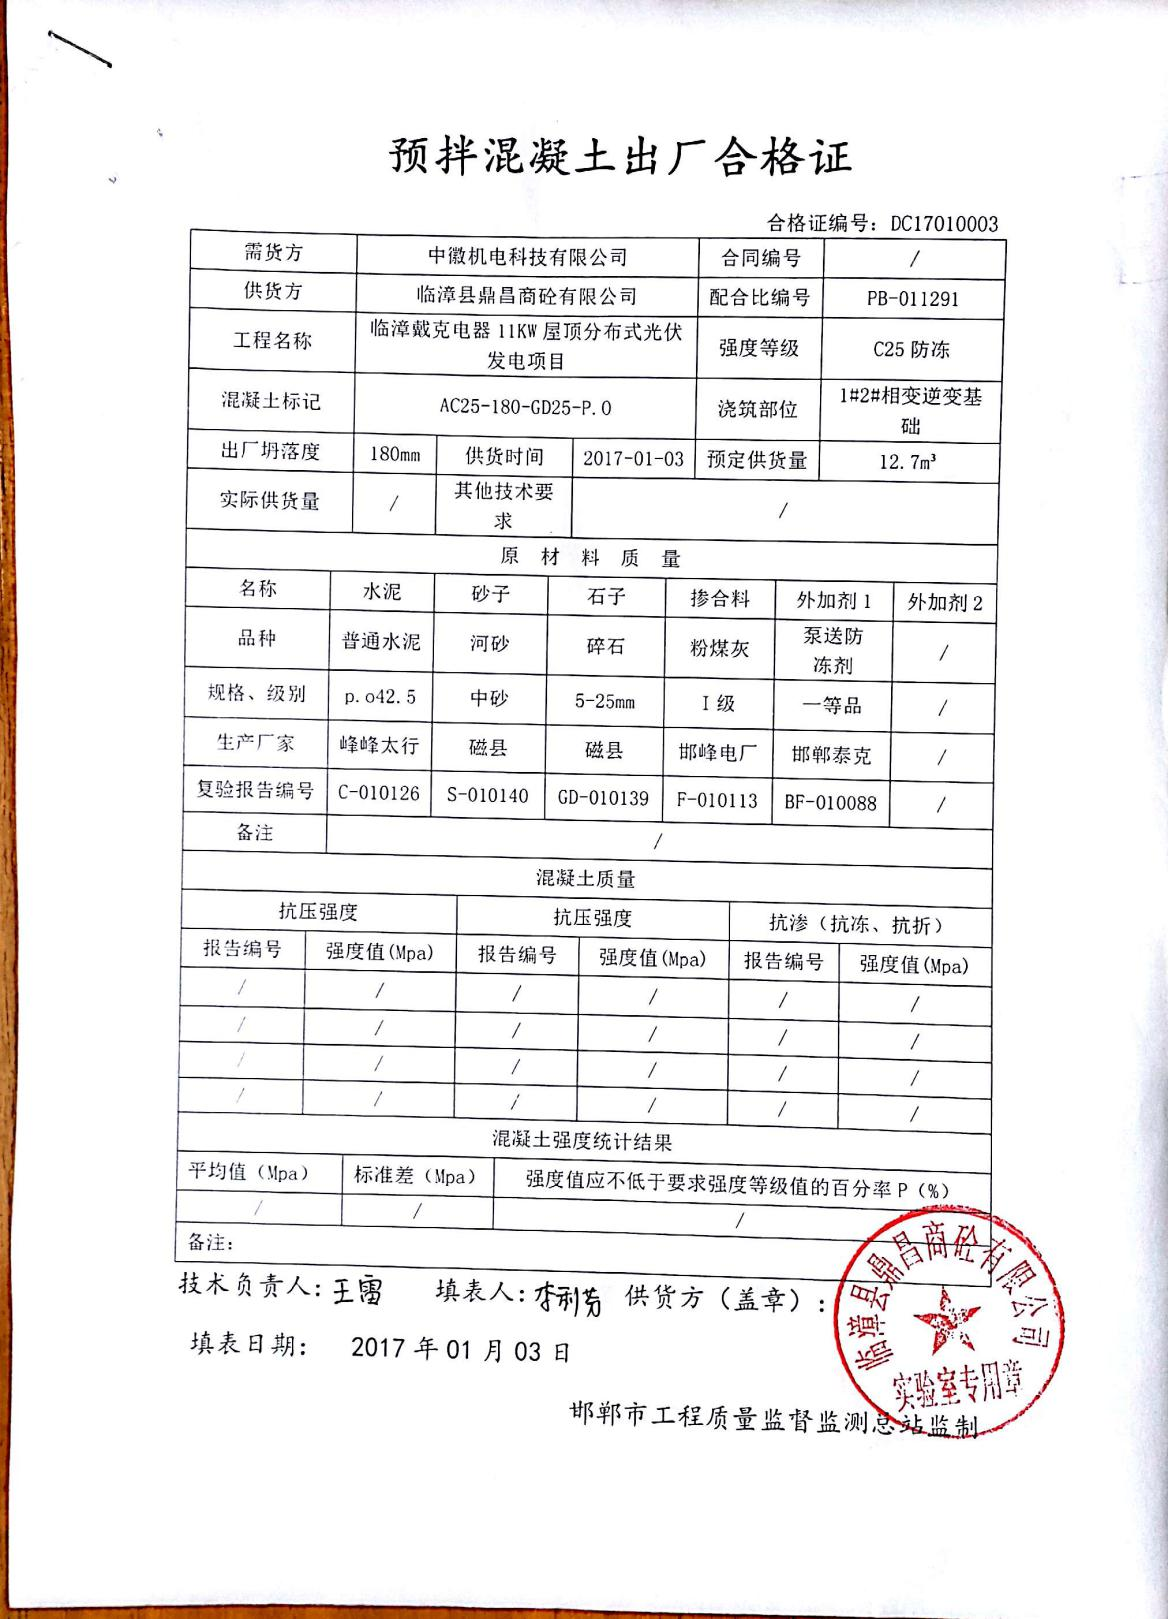 预拌混凝土出厂合格证
合格证编号：DC17010003
需货方 中徽机电科技有限公司 合同编号 /
供货方 临漳县鼎昌商砼有限公司 配合比编号 PB-011291
工程名称 临漳戴克电器 11KW 屋顶分布式光伏
发电项目 强度等级 C25 防冻
混凝土标记 AC25-180-GD25-P.O 浇筑部位 1#2#相变逆变基
础
出厂坍落度 180mm 供货时间 2017-01-03 预定供货量 12.7m³
实际供货量 / 其他技术要
求 /
原 材 料 质 量
名称 水泥 砂子 石子 掺合料 外加剂 1 外加剂 2
品种 普通水泥 河砂 碎石 粉煤灰 泵送防
冻剂 /
规格、级别 p.o42.5 中砂 5-25mm I 级 一等品 /
生产厂家 峰峰太行 磁县 磁县 邯峰电厂 邯郸泰克 /
复验报告编号 C-010126 S-010140 GD-010139 F-010113 BF-010088 /
备注 /
混凝土质量
抗压强度 抗压强度 抗渗（抗冻、抗折）
报告编号 强度值(Mpa) 报告编号 强度值(Mpa) 报告编号 强度值(Mpa)
/ / / / / /
/ / / / / /
/ / / / / /
/ / / / / /
混凝土强度统计结果
平均值（Mpa） 标准差（Mpa） 强度值应不低于要求强度等级值的百分率 P（%）
/ / /
备注：
技术负责人：王雷 填表人：李利芳 供货方（盖章）：
填表日期： 2017 年 01 月 03 日
临漳县鼎昌商砼有限公司
实验室专用章
邯郸市工程质量监督监测总站监制